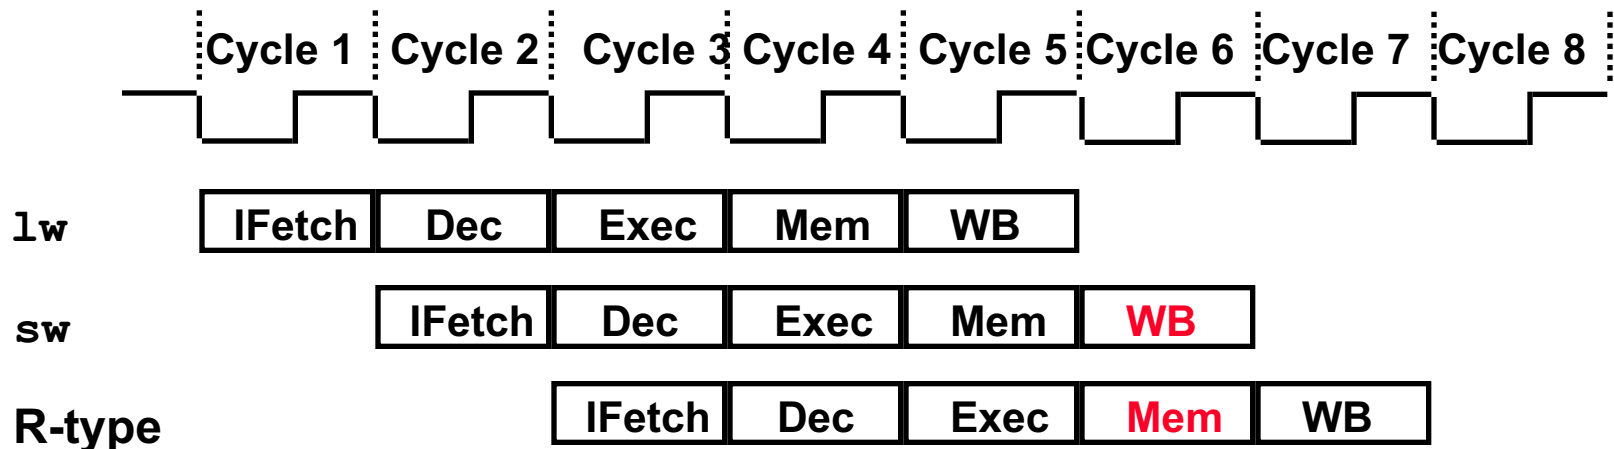 Cycle 1 Cycle 2 Cycle 3 Cycle 4 Cycle 5 Cycle 6 Cycle 7 Cycle 8
lw IFetch Dec Exec Mem WB
sw IFetch Dec Exec Mem WB
R-type IFetch Dec Exec Mem WB